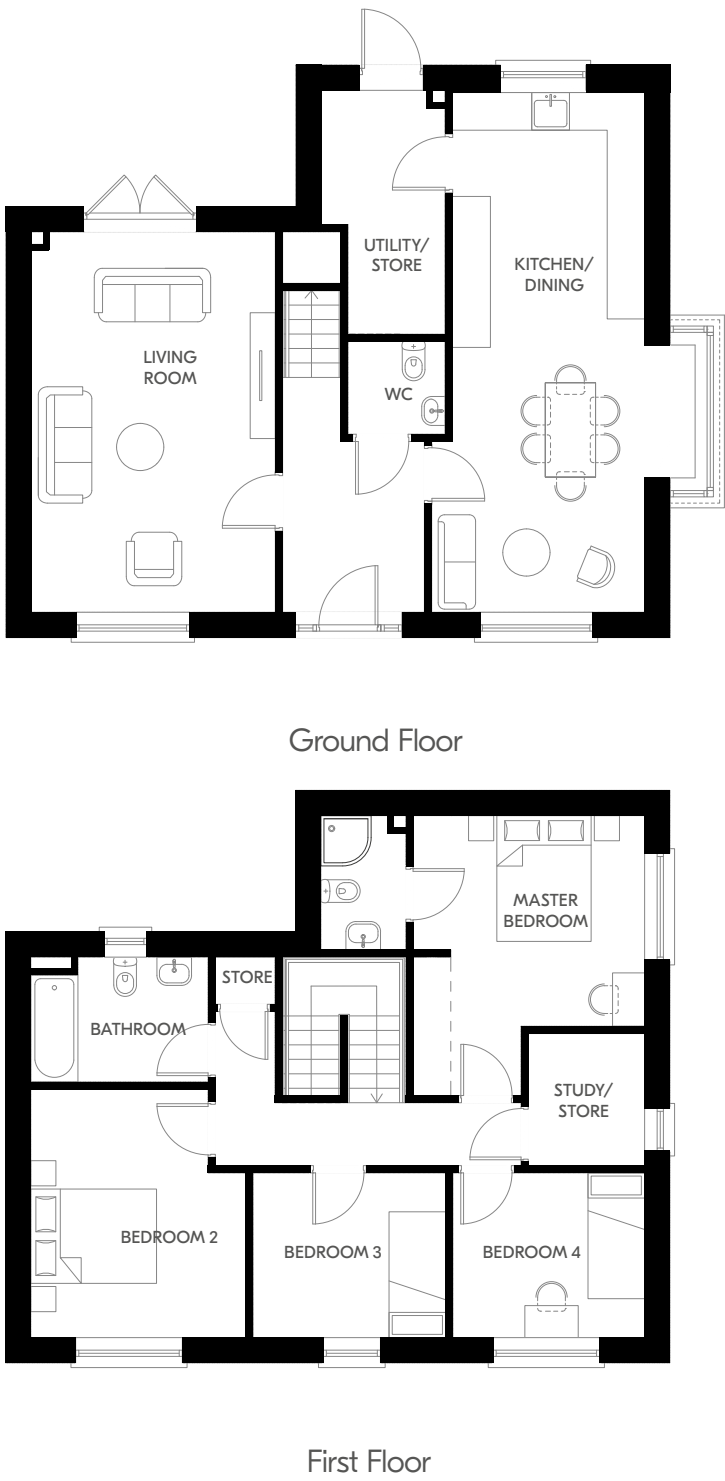 UTILITY/
STORE
KITCHEN/
DINING
LIVING
ROOM
WC
Ground Floor
MASTER
BEDROOM
STORE
BATHROOM
STUDY/
STORE
BEDROOM 2
BEDROOM 3
BEDROOM 4
First Floor